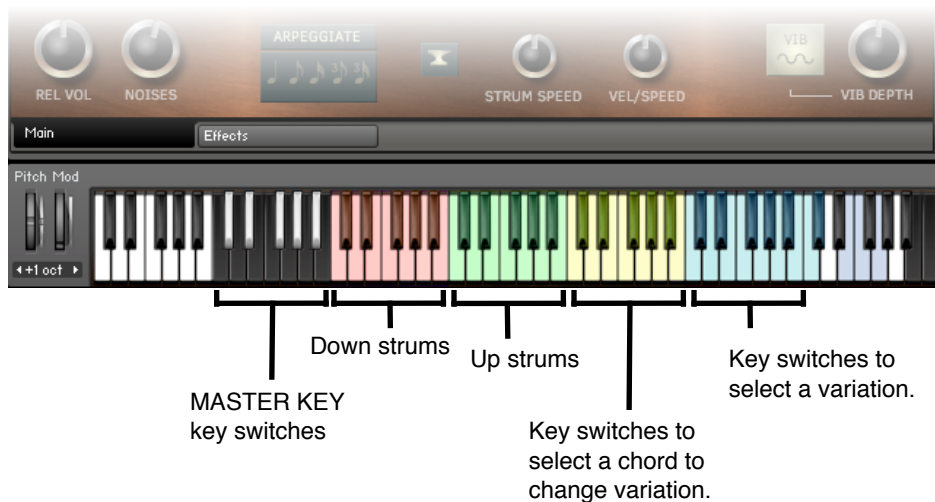 ARPEGGIATE
VIB
REL VOL NOISES STRUM SPEED VEL/SPEED VIB DEPTH
Main Effects
Pitch Mod
+1 oct
Down strums
Up strums
Key switches to
select a variation.
MASTER KEY
key switches
Key switches to
select a chord to
change variation.